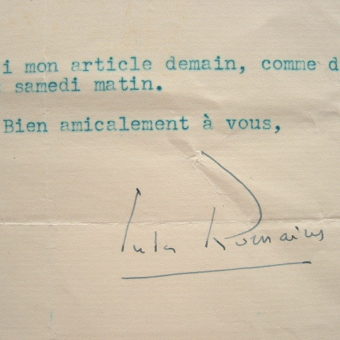 i mon article demain, comme d
samedi matin.
Bien amicalement à vous,
Jules Romains